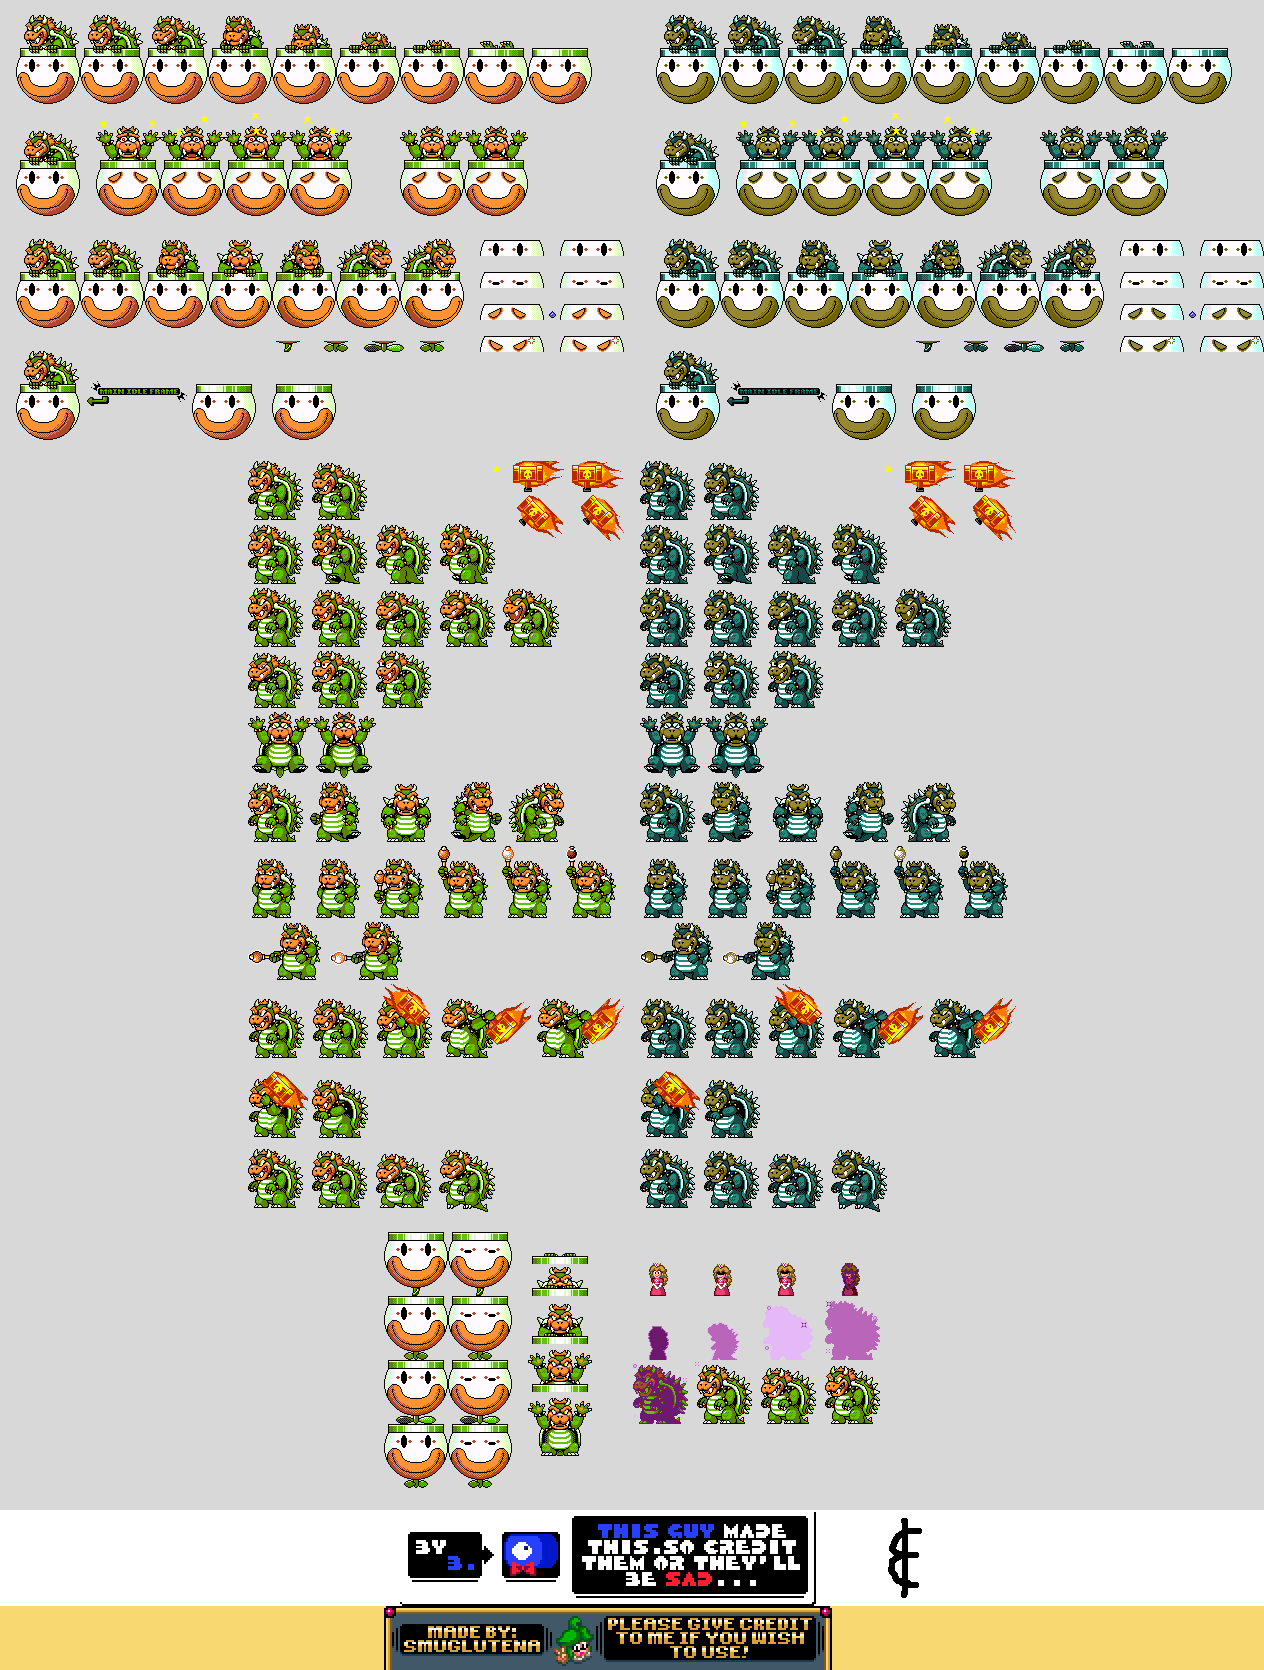 MAIN IDLE FRAME
MAIN IDLE FRAME
BY
3.
THIS GUY MADE
THIS.SO CREDIT
THEM OR THEY'LL
BE SAD...
MADE BY:
SMUGLUTENA
PLEASE GIVE CREDIT
TO ME IF YOU WISH
TO USE!